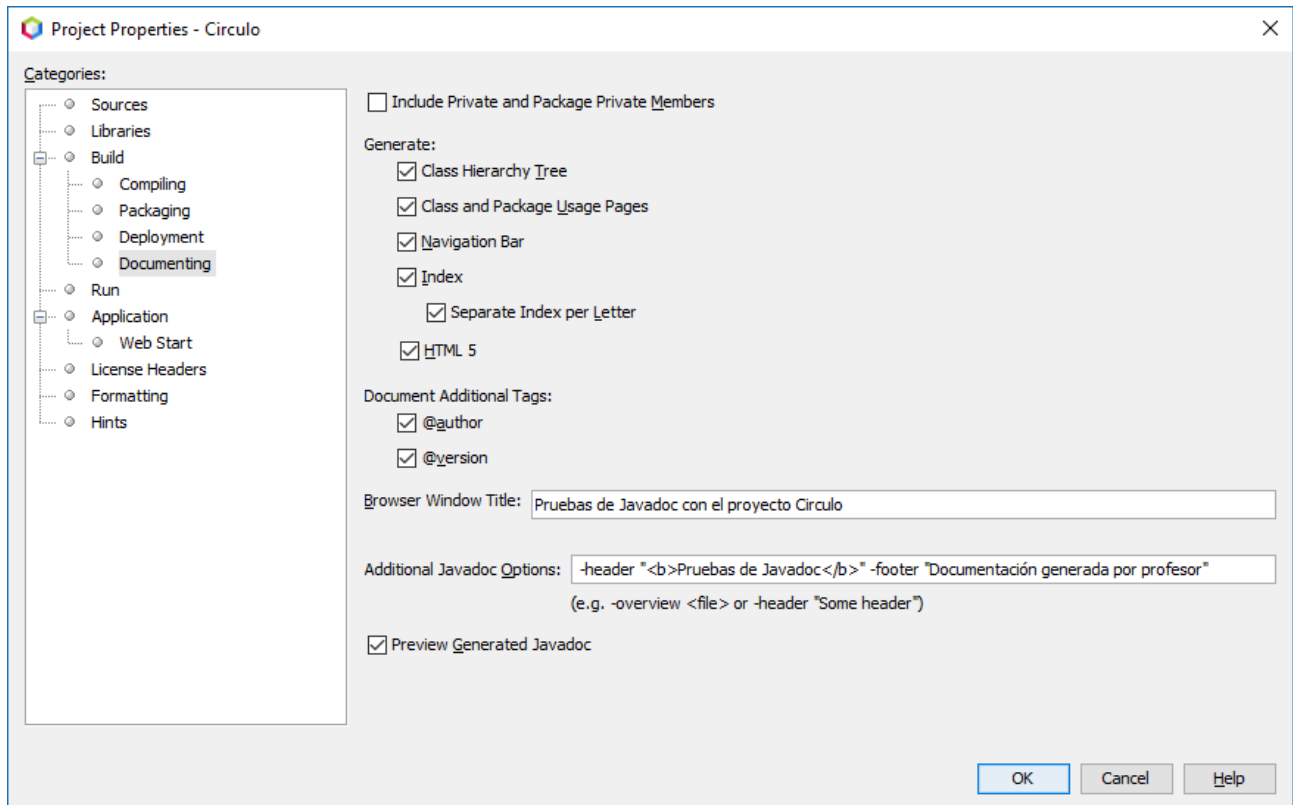 Project Properties - Circulo
Categories:
Sources
Libraries
Build
Compiling
Packaging
Deployment
Documenting
Run
Application
Web Start
License Headers
Formatting
Hints
Include Private and Package Private Members
Generate:
Class Hierarchy Tree
Class and Package Usage Pages
Navigation Bar
Index
Separate Index per Letter
HTML 5
Document Additional Tags:
@author
@version
Browser Window Title: Pruebas de Javadoc con el proyecto Circulo
Additional Javadoc Options: -header "<b>Pruebas de Javadoc</b>" -footer "Documentación generada por profesor"
(e.g. -overview <file> or -header "Some header")
Preview Generated Javadoc
OK Cancel Help